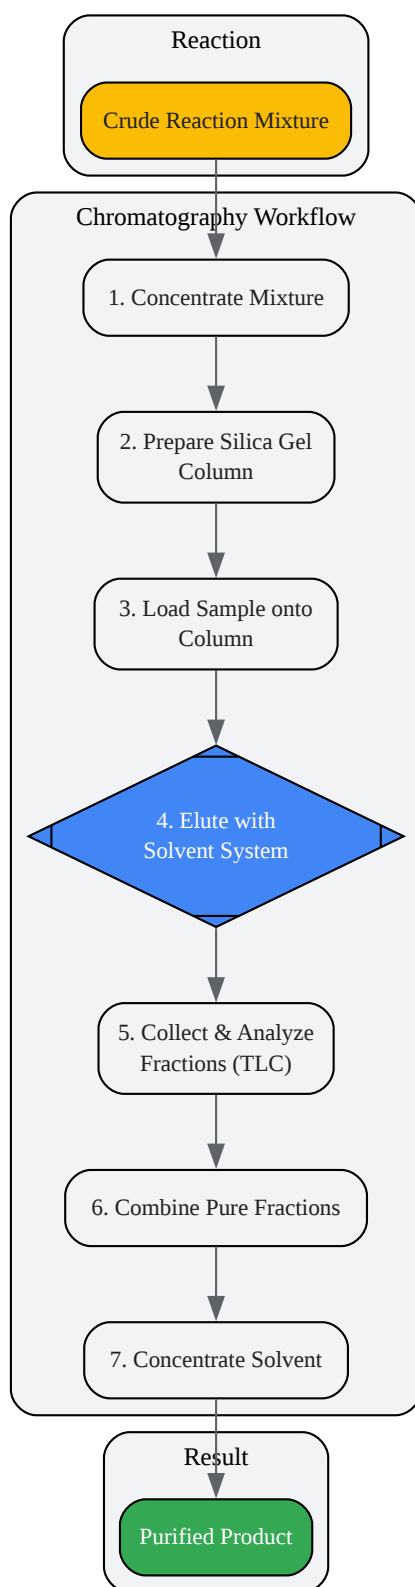 Reaction
Crude Reaction Mixture
Chromatography Workflow
1. Concentrate Mixture
2. Prepare Silica Gel
Column
3. Load Sample onto
Column
4. Elute with
Solvent System
5. Collect & Analyze
Fractions (TLC)
6. Combine Pure Fractions
7. Concentrate Solvent
Result
Purified Product